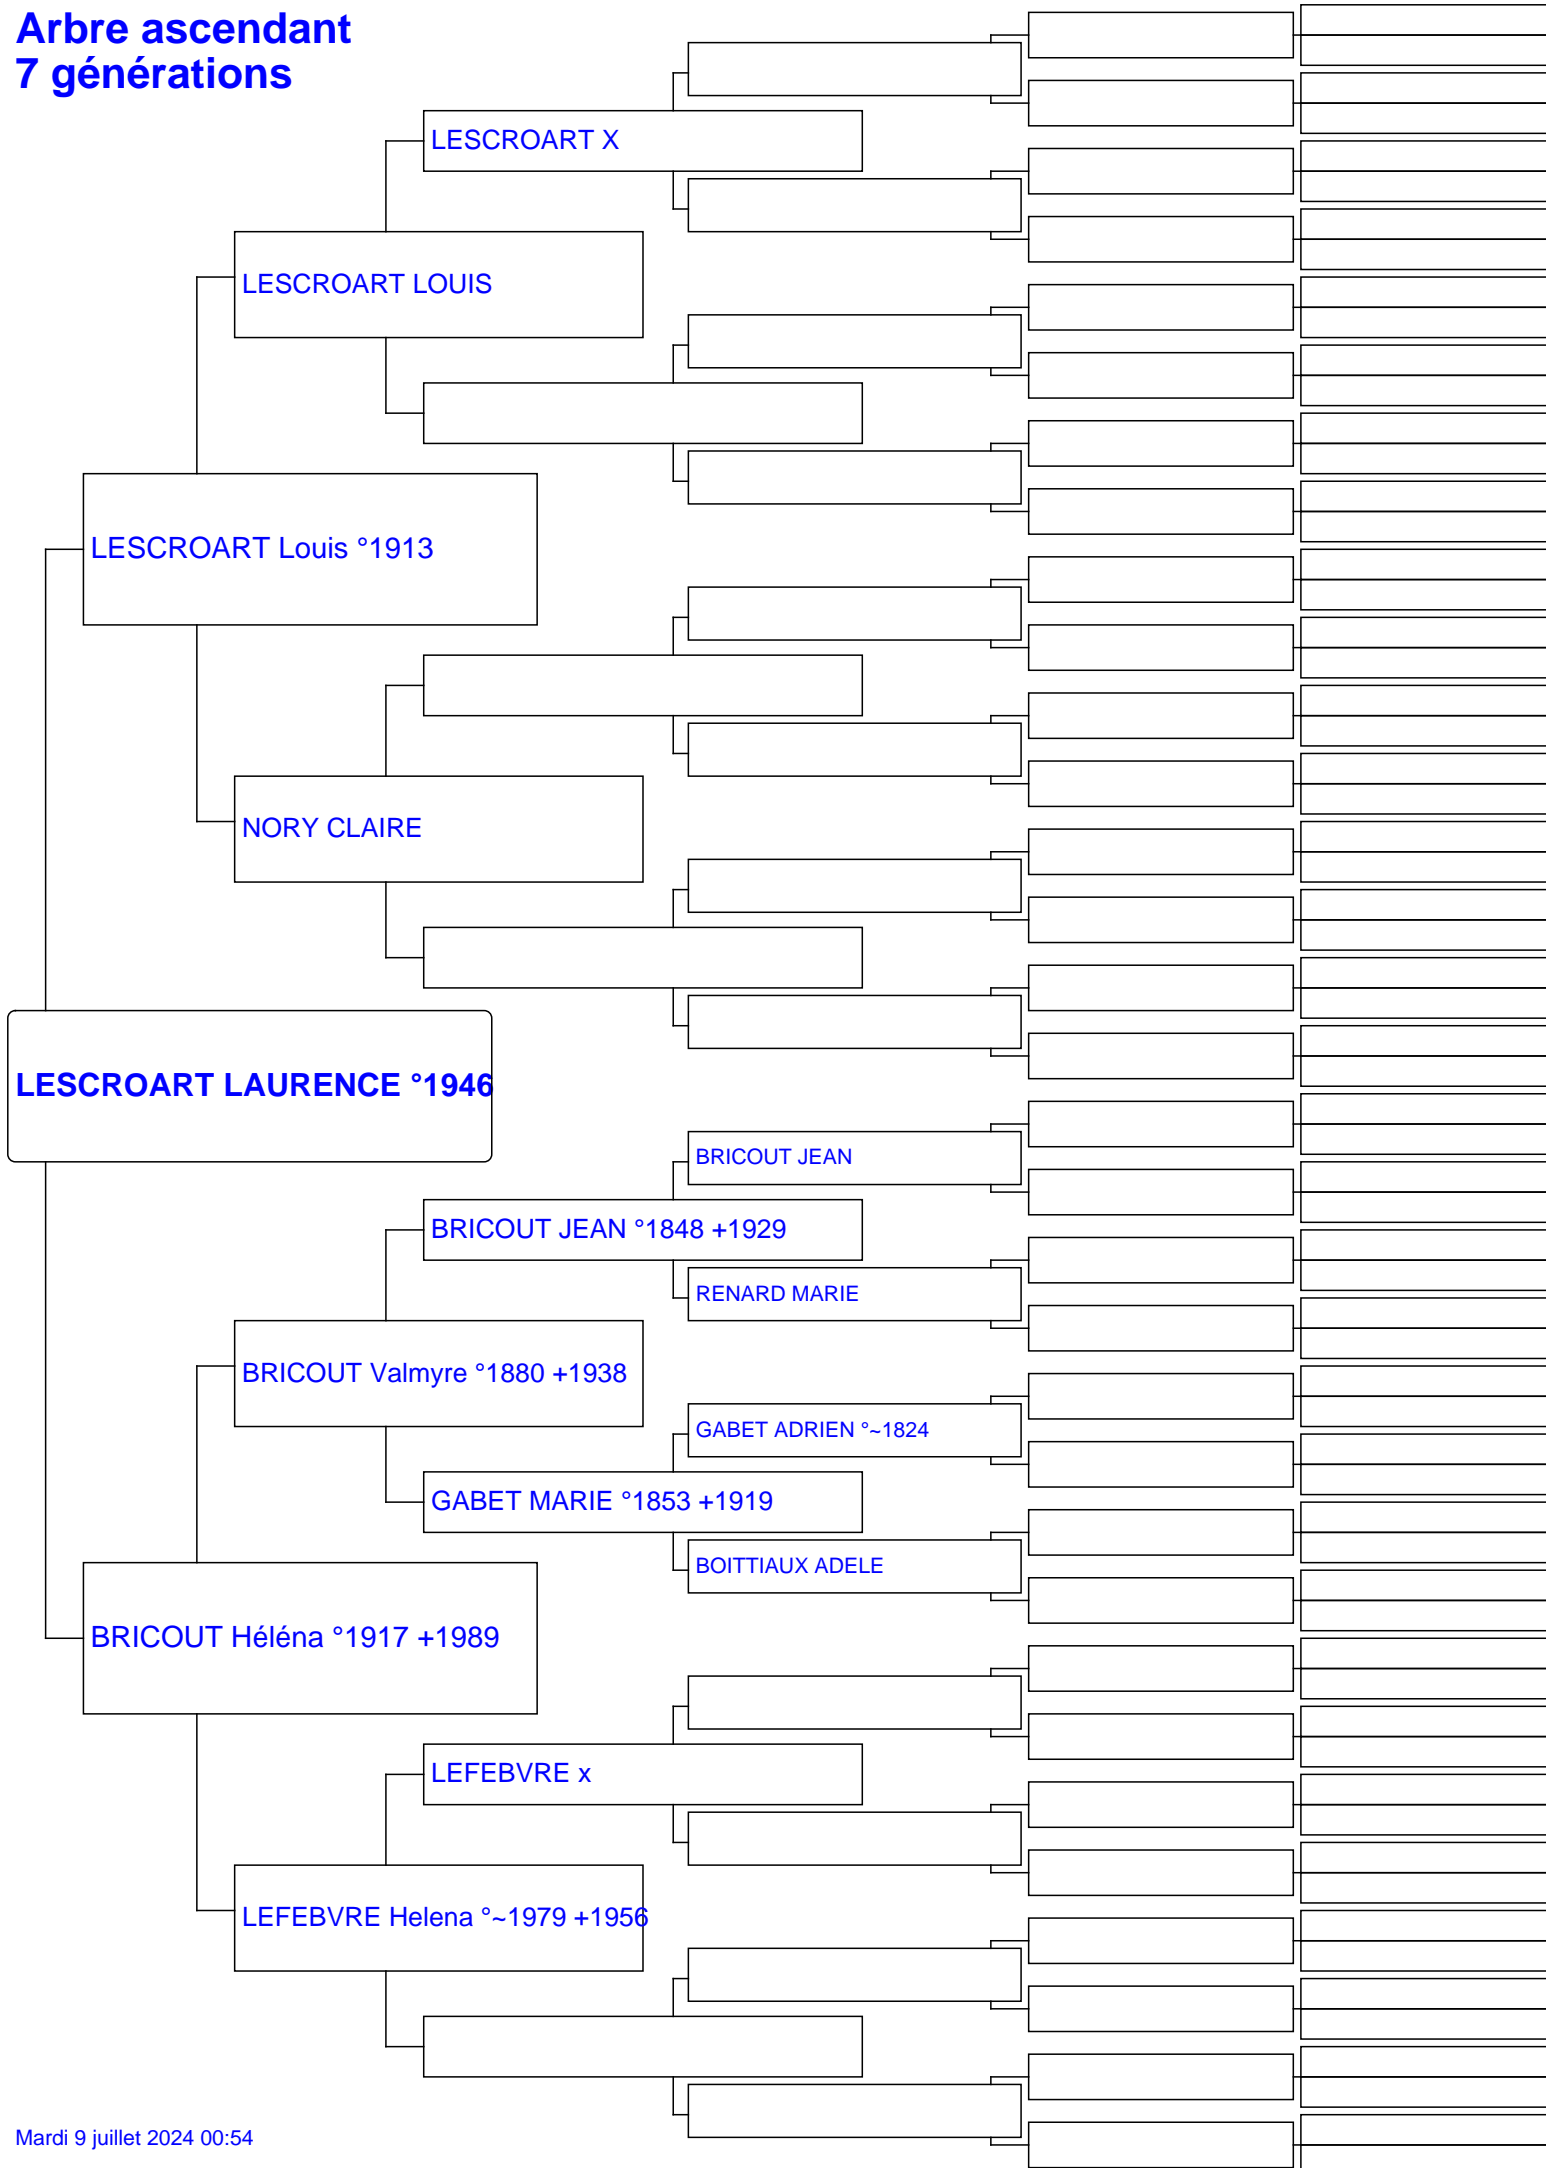 Arbre ascendant
7 générations
LESCROART X
LESCROART LOUIS
LESCROART Louis °1913
NORY CLAIRE
LESCROART LAURENCE °1946
BRICOUT JEAN
BRICOUT JEAN °1848 +1929
RENARD MARIE
BRICOUT Valmyre °1880 +1938
GABET ADRIEN °~1824
GABET MARIE °1853 +1919
BOITTIAUX ADELE
BRICOUT Héléna °1917 +1989
LEFEBVRE x
LEFEBVRE Helena °~1979 +1956
Mardi 9 juillet 2024 00:54